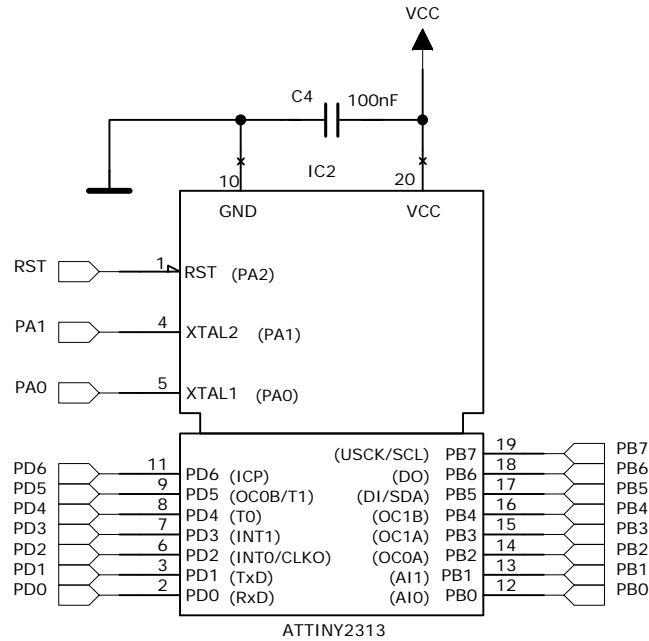 VCC
C4 100nF
IC2
10 20
GND VCC
RST 1 RST (PA2)
PA1 4 XTAL2 (PA1)
PA0 5 XTAL1 (PA0)
(USCK/SCL) PB7 19 PB7
PD6 11 PD6 (ICP) (DO) PB6 18 PB6
PD5 9 PD5 (OC0B/T1) (DI/SDA) PB5 17 PB5
PD4 8 PD4 (T0) (OC1B) PB4 16 PB4
PD3 7 PD3 (INT1) (OC1A) PB3 15 PB3
PD2 6 PD2 (INT0/CLKO) (OC0A) PB2 14 PB2
PD1 3 PD1 (TxD) (AI1) PB1 13 PB1
PD0 2 PD0 (RxD) (AI0) PB0 12 PB0
ATTINY2313